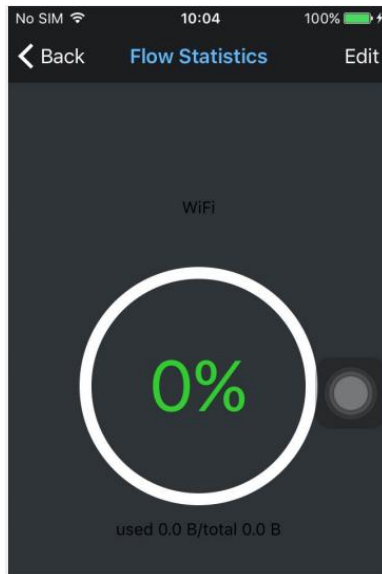 No SIM 10:04 100%
Back Flow Statistics Edit
WiFi
0%
used 0.0 B/total 0.0 B